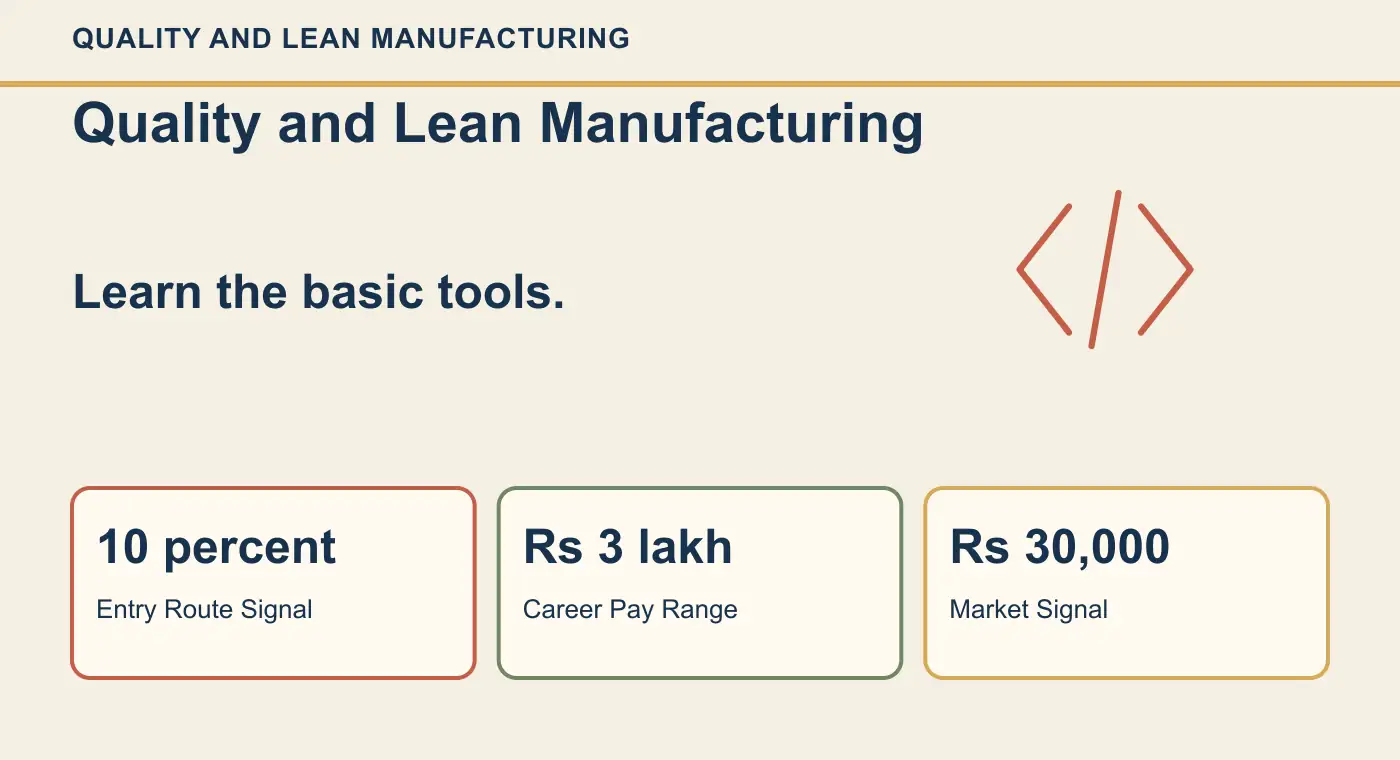 QUALITY AND LEAN MANUFACTURING
Quality and Lean Manufacturing
Learn the basic tools.
10 percent
Entry Route Signal
Rs 3 lakh
Career Pay Range
Rs 30,000
Market Signal